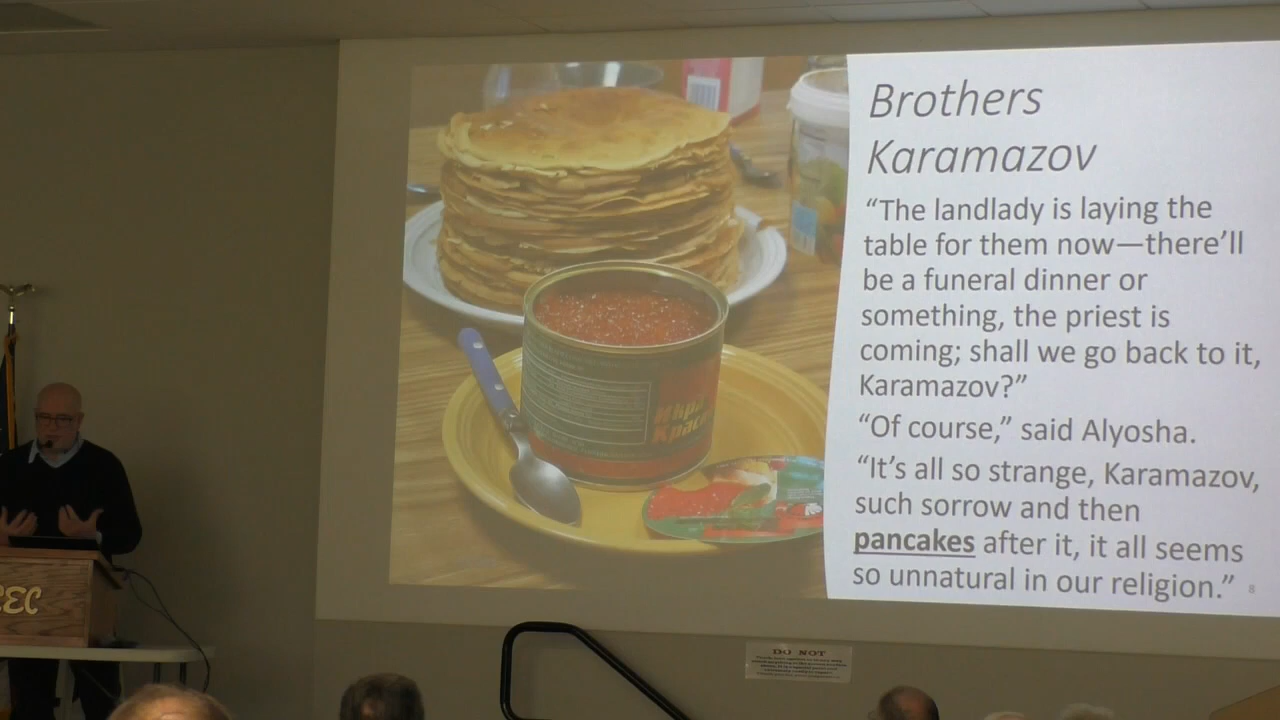 Brothers
Karamazov
“The landlady is laying the
table for them now—there’ll
be a funeral dinner or
something, the priest is
coming; shall we go back to it,
Karamazov?”
“Of course,” said Alyosha.
“It’s all so strange, Karamazov,
such sorrow and then
pancakes after it, it all seems
so unnatural in our religion.”
8
EC
DO NOT